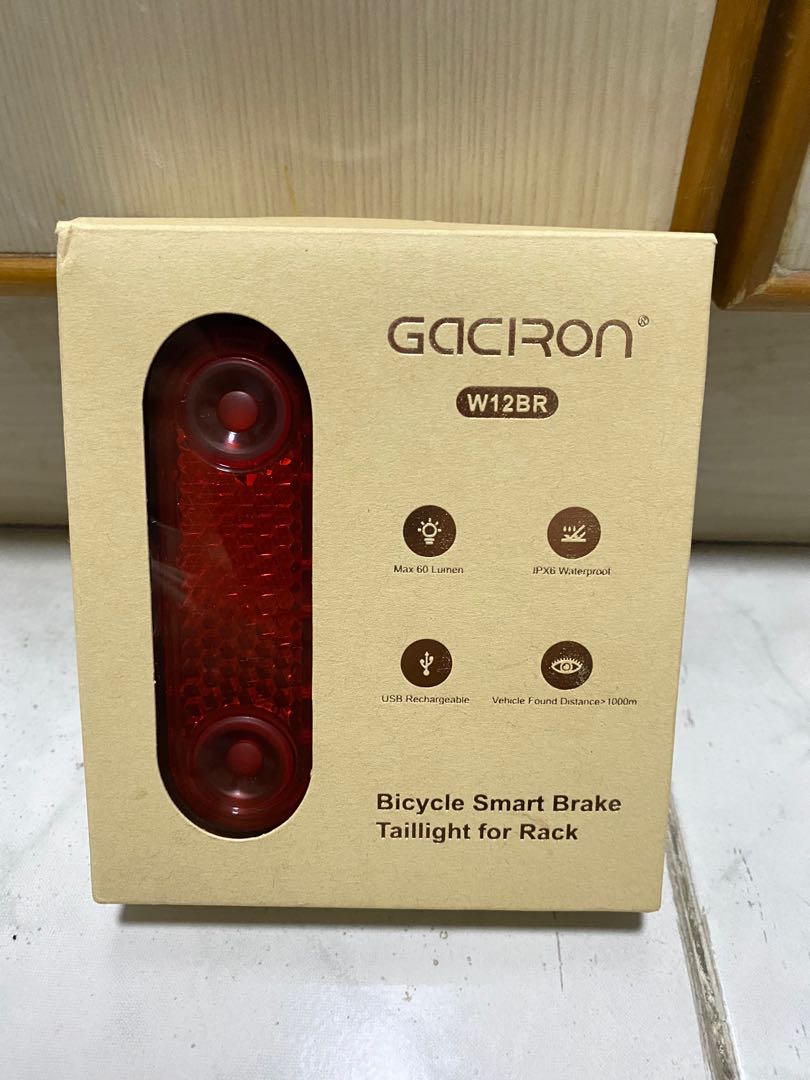 GACIRON®
W12BR
Max 60 Lumen
IPX6 Waterproof
USB Rechargeable
Vehicle Found Distance>1000m
Bicycle Smart Brake
Taillight for Rack